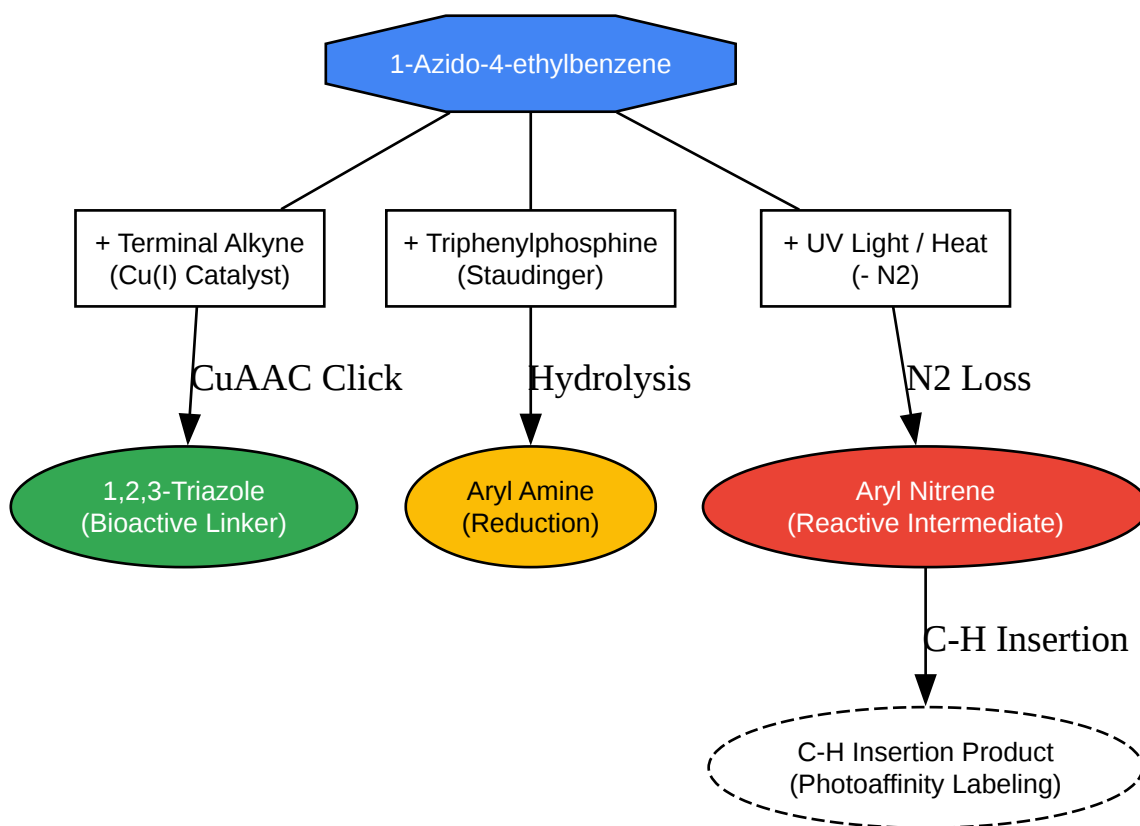 1-Azido-4-ethylbenzene
+ Terminal Alkyne
(Cu(I) Catalyst)
+ Triphenylphosphine
(Staudinger)
+ UV Light / Heat
(- N2)
CuAAC Click
Hydrolysis
N2 Loss
1,2,3-Triazole
(Bioactive Linker)
Aryl Amine
(Reduction)
Aryl Nitrene
(Reactive Intermediate)
C-H Insertion
C-H Insertion Product
(Photoaffinity Labeling)